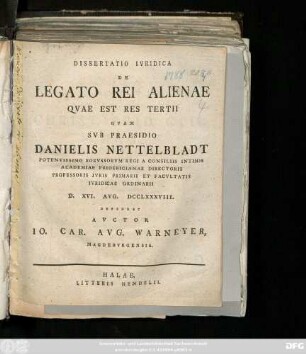 DISSERTATIO IVRIDICA
DE
LEGATO REI ALIENAE
QVAE EST RES TERTII
QVAM
SVB PRAESIDIO
DANIELIS NETTELBLADT
POTENTISSIMO BORVSSORVM REGI A CONSILIIS INTIMIS
ACADEMIAE FRIDERICIANAE DIRECTORIS
PROFESSORIS IVRIS PRIMARII ET FACVLTATIS
IVRIDICAE ORDINARII
D. XVI. AVG. DCCLXXXVIII.
AVCTOR
IO. CAR. AVG. WARNEYER,
MAGDEBVRGENSIS.
HALAE,
LITTERIS HENDELII.